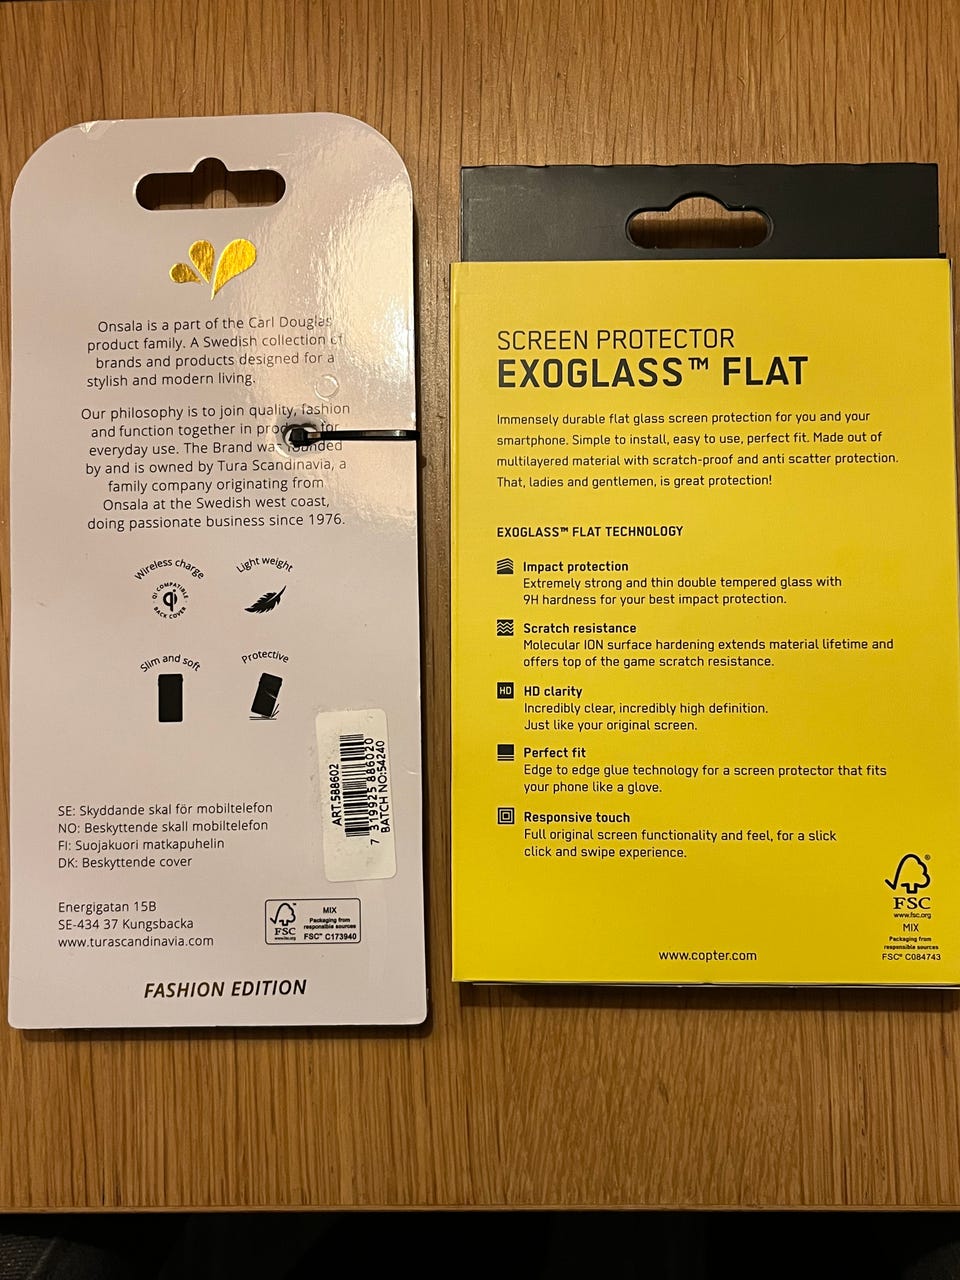 Onsala is a part of the Carl Douglas
product family. A Swedish collection of
brands and products designed for a
stylish and modern living.
Our philosophy is to join quality, fashion
and function together in products for
everyday use. The Brand was founded
by and is owned by Tura Scandinavia, a
family company originating from
Onsala at the Swedish west coast,
doing passionate business since 1976.
Wireless charge
QI COMPATIBLE
BACK COVER
Light weight
Slim and soft
Protective
ART.588602
7 319925 886020
BATCH NO:54240
SE: Skyddande skal för mobiltelefon
NO: Beskyttende skall mobiltelefon
FI: Suojakuori matkapuhelin
DK: Beskyttende cover
Energigatan 15B
SE-434 37 Kungsbacka
www.turascandinavia.com
FSC
www.fsc.org
MIX
Packaging from
responsible sources
FSC™ C173940
FASHION EDITION
SCREEN PROTECTOR
EXOGLASS™ FLAT
Immensely durable flat glass screen protection for you and your
smartphone. Simple to install, easy to use, perfect fit. Made out of
multilayered material with scratch-proof and anti scatter protection.
That, ladies and gentlemen, is great protection!
EXOGLASS™ FLAT TECHNOLOGY
Impact protection
Extremely strong and thin double tempered glass with
9H hardness for your best impact protection.
Scratch resistance
Molecular ION surface hardening extends material lifetime and
offers top of the game scratch resistance.
HD
HD clarity
Incredibly clear, incredibly high definition.
Just like your original screen.
Perfect fit
Edge to edge glue technology for a screen protector that fits
your phone like a glove.
Responsive touch
Full original screen functionality and feel, for a slick
click and swipe experience.
www.copter.com
®
FSC
www.fsc.org
MIX
Packaging from
responsible sources
FSC® C084743